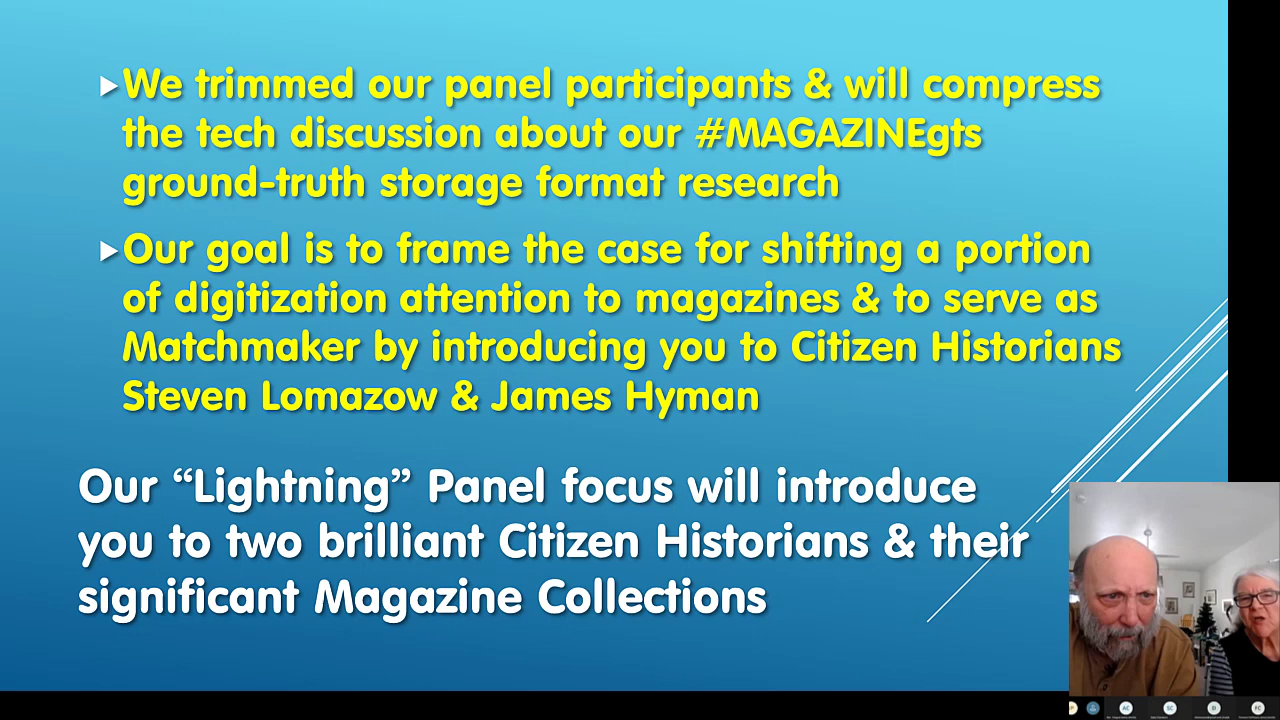 We trimmed our panel participants & will compress
the tech discussion about our #MAGAZINEgts
ground-truth storage format research
Our goal is to frame the case for shifting a portion
of digitization attention to magazines & to serve as
Matchmaker by introducing you to Citizen Historians
Steven Lomazow & James Hyman
Our “Lightning” Panel focus will introduce
you to two brilliant Citizen Historians & their
significant Magazine Collections
AC
SC
D
FC